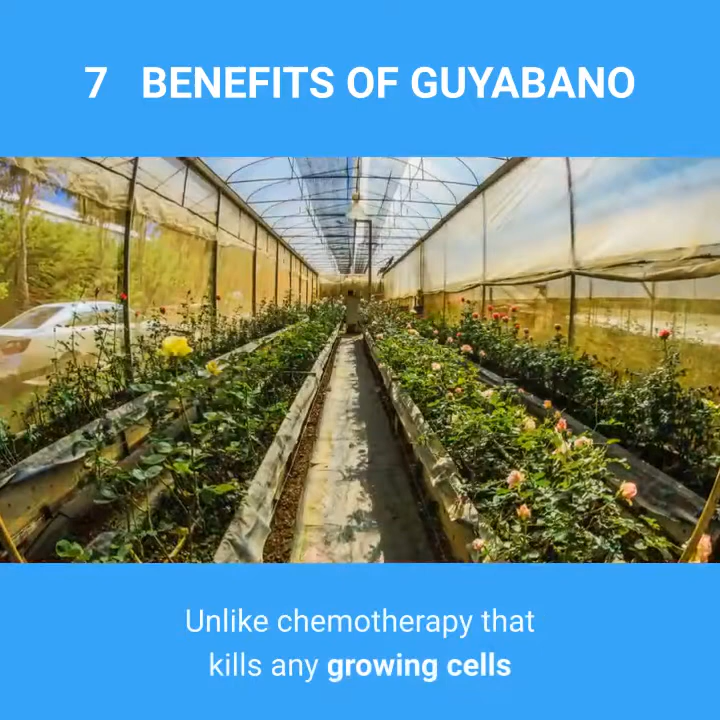 7 BENEFITS OF GUYABANO
Unlike chemotherapy that
kills any growing cells